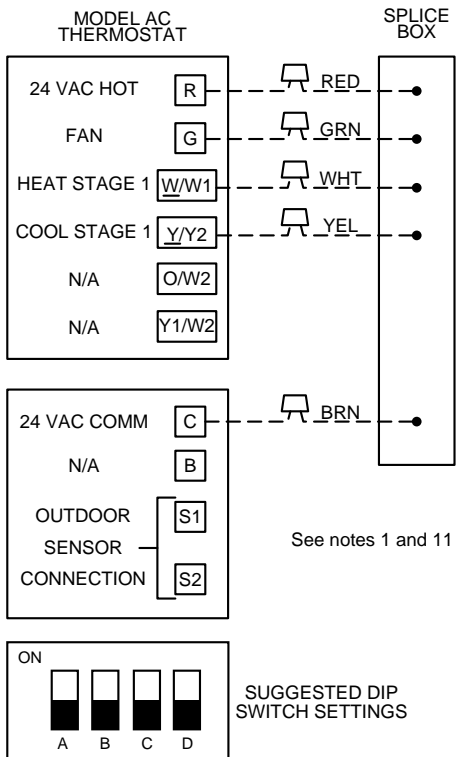 MODEL AC
THERMOSTAT
SPLICE
BOX
24 VAC HOT R RED
FAN G GRN
HEAT STAGE 1 W/W1 WHT
COOL STAGE 1 Y/Y2 YEL
N/A O/W2
N/A Y1/W2
24 VAC COMM C BRN
N/A B
OUTDOOR S1
SENSOR
CONNECTION S2
See notes 1 and 11
ON
A B C D
SUGGESTED DIP
SWITCH SETTINGS